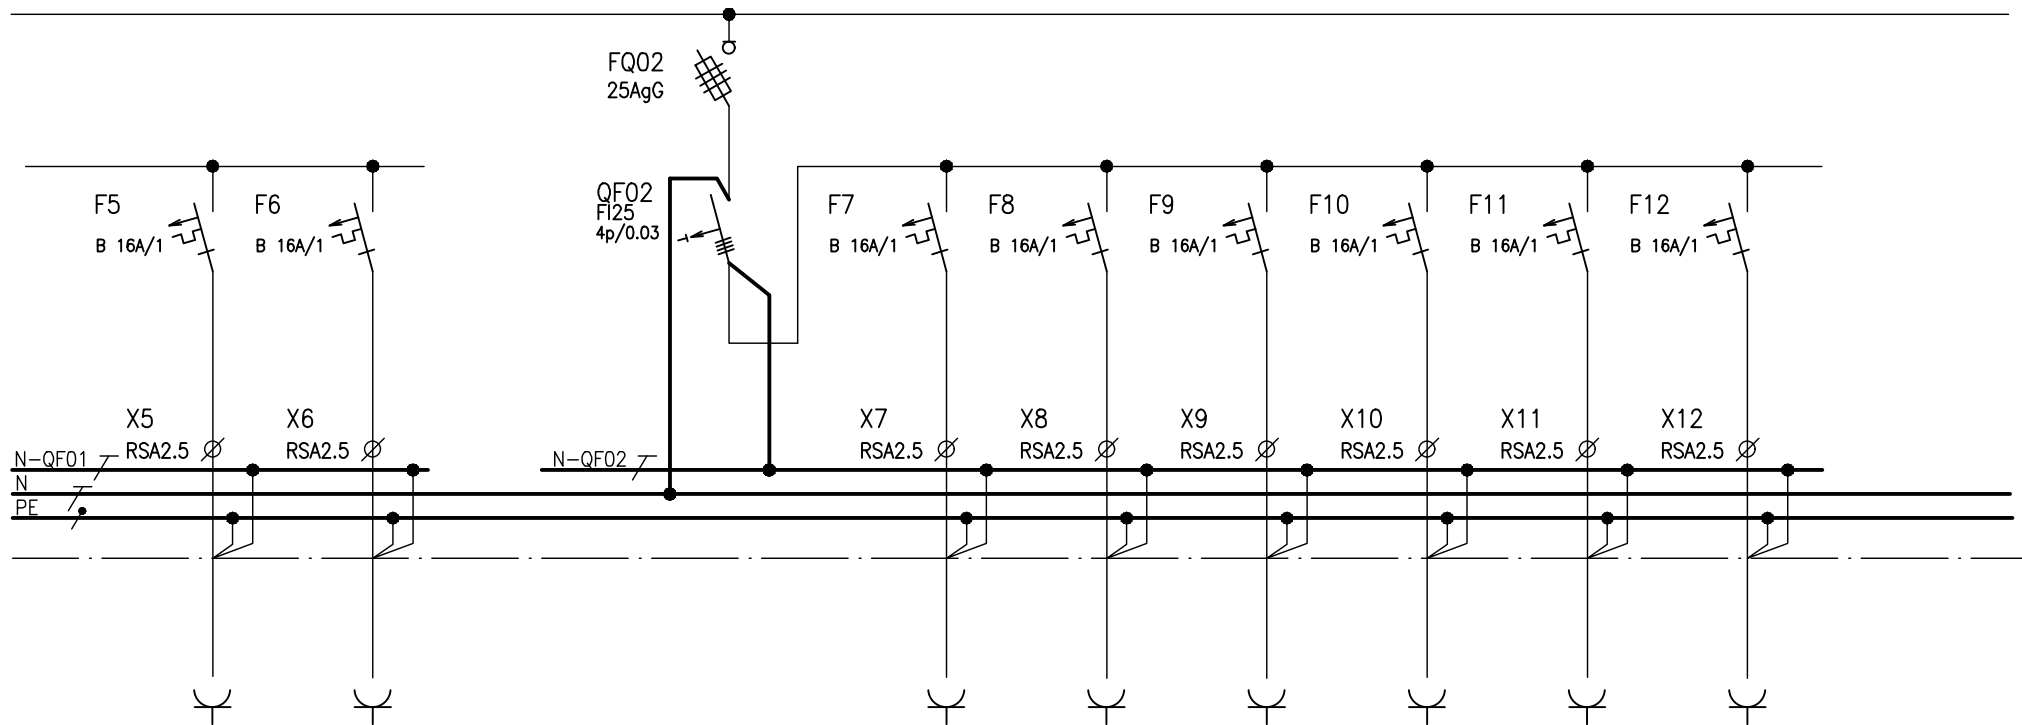 FQ02
25AgG
F5
B 16A/1
F6
B 16A/1
QF02
FI25
4p/0.03
F7
B 16A/1
F8
B 16A/1
F9
B 16A/1
F10
B 16A/1
F11
B 16A/1
F12
B 16A/1
X5
RSA2.5
X6
RSA2.5
X7
RSA2.5
X8
RSA2.5
X9
RSA2.5
X10
RSA2.5
X11
RSA2.5
X12
RSA2.5
N-QF01
N-QF02
N
PE